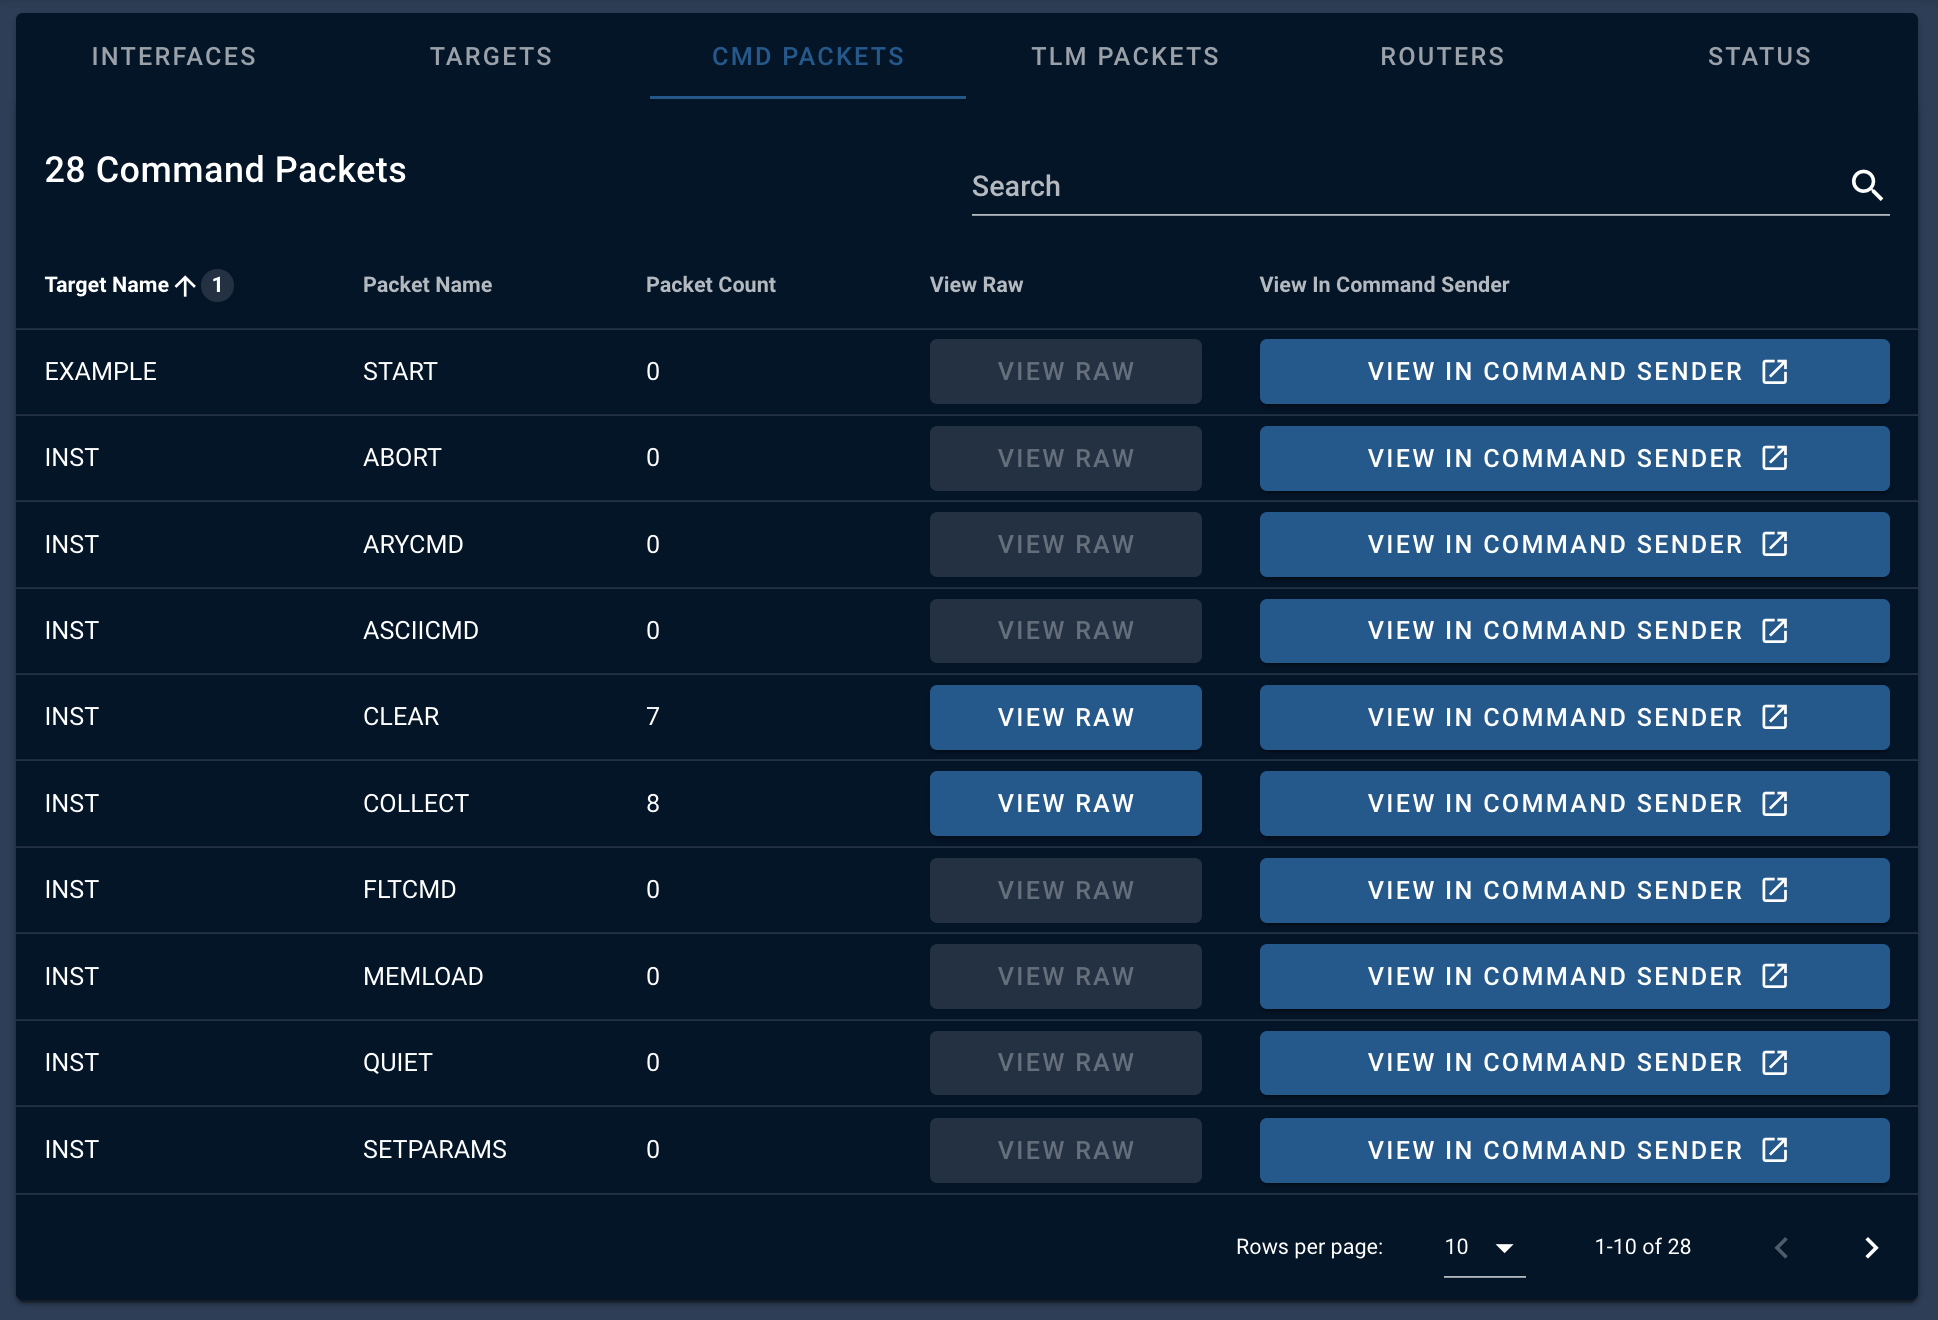 INTERFACES TARGETS CMD PACKETS TLM PACKETS ROUTERS STATUS
28 Command Packets
Search
Target Name 1 Packet Name Packet Count View Raw View In Command Sender
EXAMPLE START 0 VIEW RAW VIEW IN COMMAND SENDER
INST ABORT 0 VIEW RAW VIEW IN COMMAND SENDER
INST ARYCMD 0 VIEW RAW VIEW IN COMMAND SENDER
INST ASCIICMD 0 VIEW RAW VIEW IN COMMAND SENDER
INST CLEAR 7 VIEW RAW VIEW IN COMMAND SENDER
INST COLLECT 8 VIEW RAW VIEW IN COMMAND SENDER
INST FLTCMD 0 VIEW RAW VIEW IN COMMAND SENDER
INST MEMLOAD 0 VIEW RAW VIEW IN COMMAND SENDER
INST QUIET 0 VIEW RAW VIEW IN COMMAND SENDER
INST SETPARAMS 0 VIEW RAW VIEW IN COMMAND SENDER
Rows per page: 10 1-10 of 28